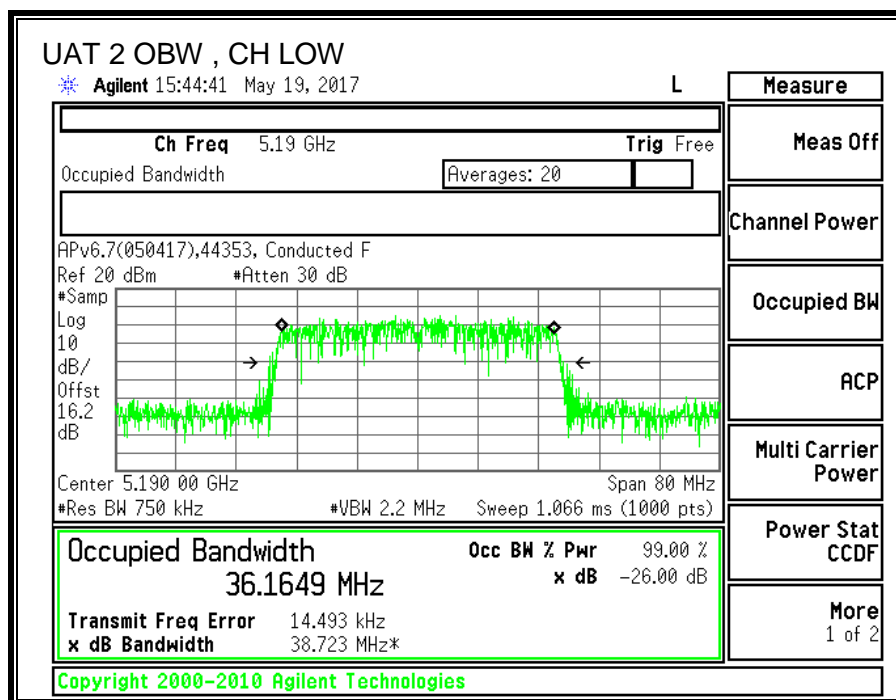 UAT 2 OBW , CH LOW
Agilent 15:44:41 May 19, 2017 L
Measure
Ch Freq 5.19 GHz Trig Free
Meas Off
Occupied Bandwidth Averages: 20
Channel Power
APv6.7(050417),44353, Conducted F
Ref 20 dBm #Atten 30 dB
#Samp
Log
10
dB/
Offst
16.2
dB
Occupied BW
ACP
Center 5.190 00 GHz Span 80 MHz
#Res BW 750 kHz #VBW 2.2 MHz Sweep 1.066 ms (1000 pts)
Multi Carrier
Power
Occupied Bandwidth Occ BW % Pwr 99.00 %
36.1649 MHz x dB -26.00 dB
Power Stat
CCDF
Transmit Freq Error 14.493 kHz
x dB Bandwidth 38.723 MHz*
More
1 of 2
Copyright 2000-2010 Agilent Technologies